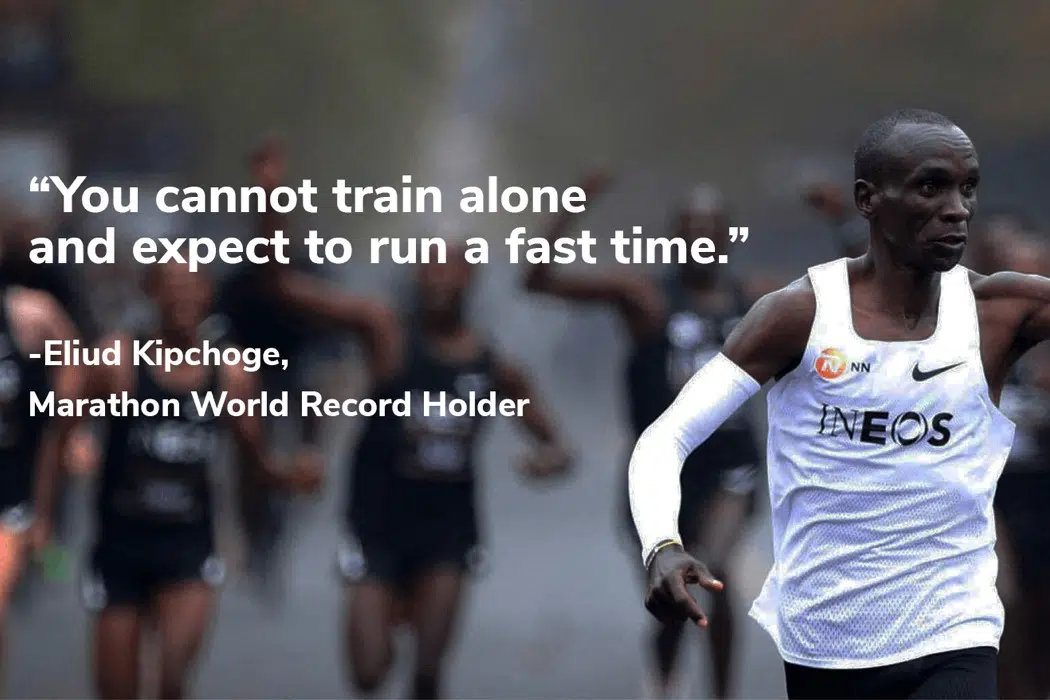 “You cannot train alone
and expect to run a fast time.”
-Eliud Kipchoge,
Marathon World Record Holder
N NN
INEOS